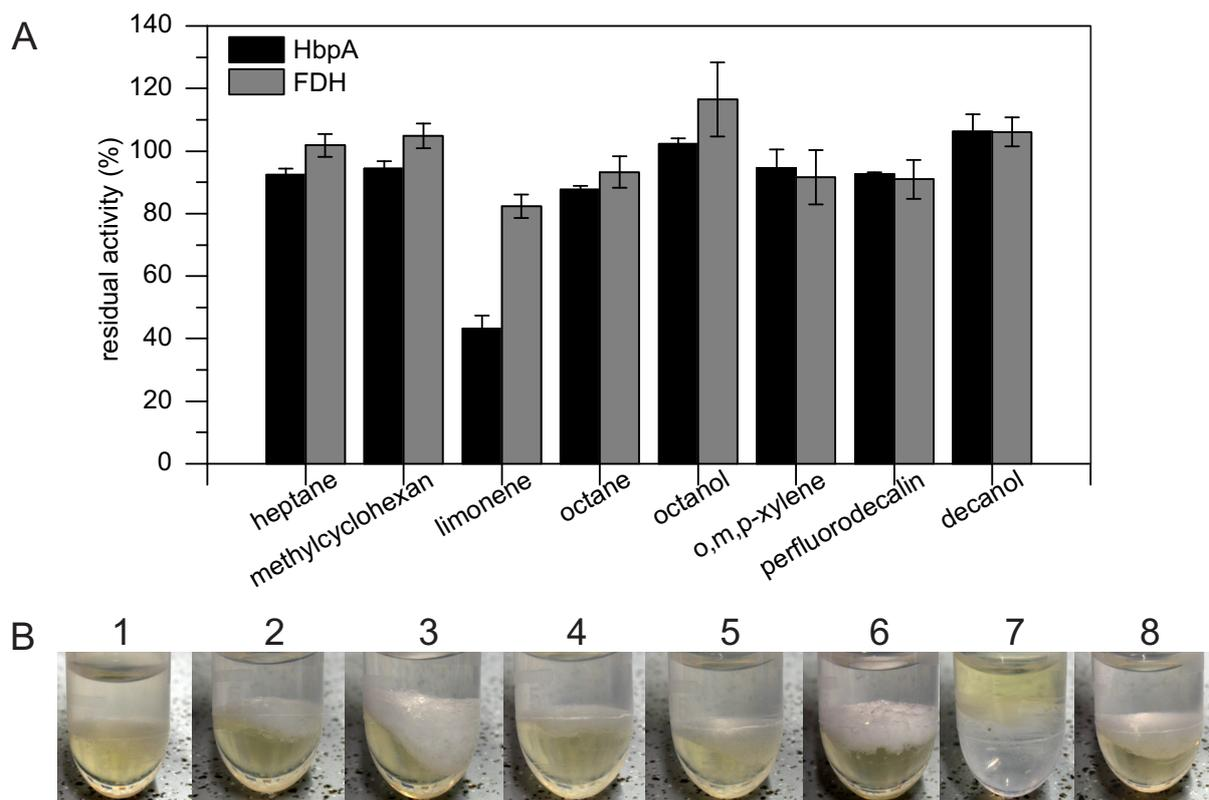 A
140
120
100
80
60
40
20
0
residual activity (%)
HbpA
FDH
heptane
methylcyclohexan
limonene
octane
octanol
o,m,p-xylene
perfluorodecalin
decanol
B
1 2 3 4 5 6 7 8